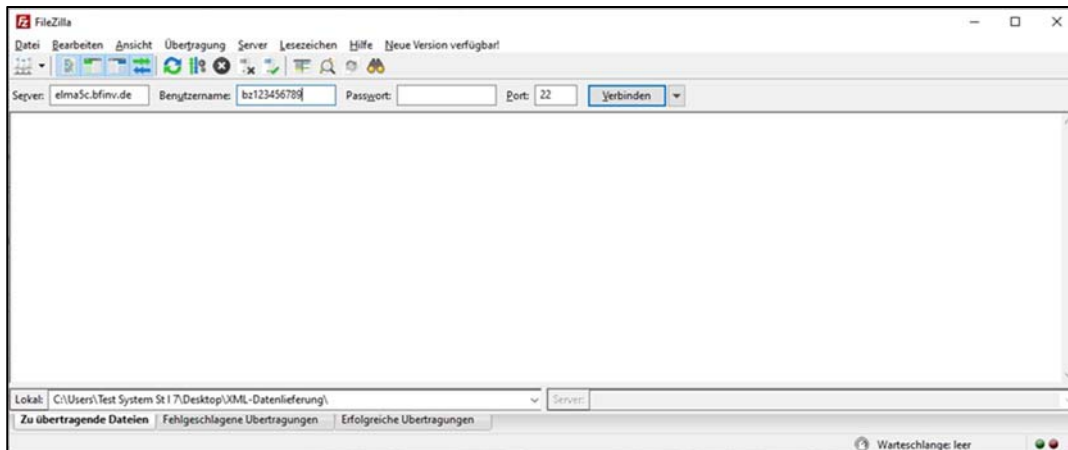 FileZilla
Datei Bearbeiten Ansicht Übertragung Server Lesezeichen Hilfe Neue Version verfügbar!
Server: elma5c.bfinv.de Benutzername: bz123456789 Passwort: Port: 22 Verbinden
Lokal: C:\Users\Test System St I 7\Desktop\XML-Datenlieferung\ Server:
Zu übertragende Dateien Fehlgeschlagene Übertragungen Erfolgreiche Übertragungen
Warteschlange: leer